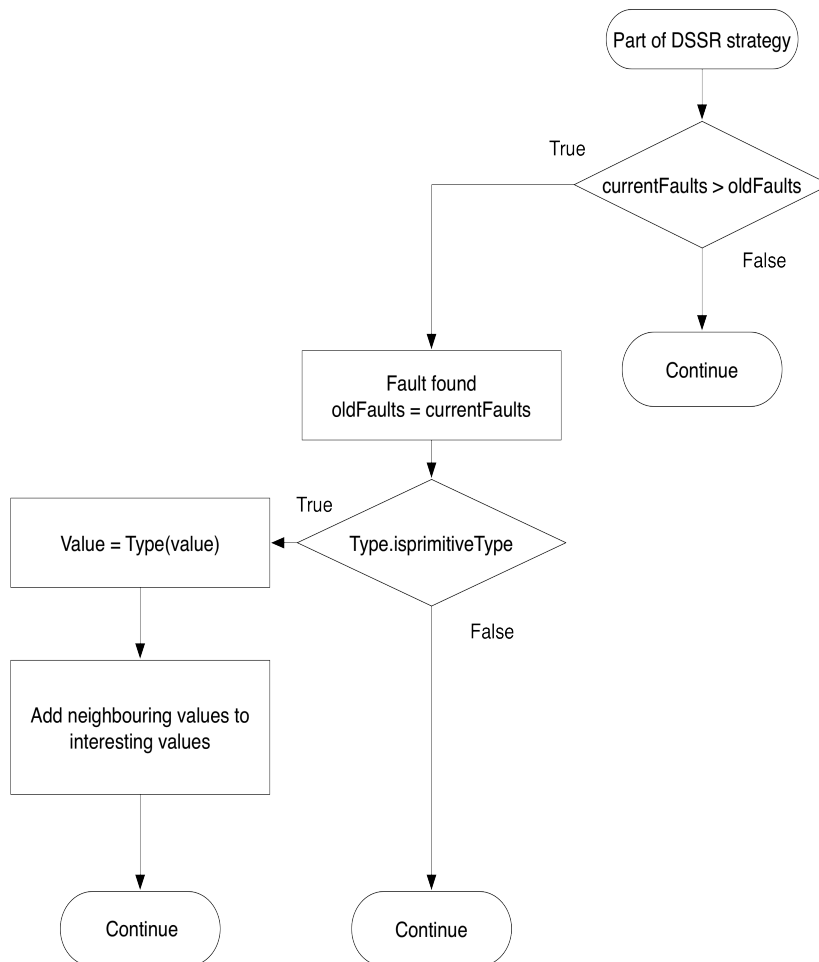 Part of DSSR strategy
True
currentFaults > oldFaults
False
Continue
Fault found
oldFaults = currentFaults
True
Value = Type(value)
Type.isprimitiveType
False
Add neighbouring values to
interesting values
Continue
Continue